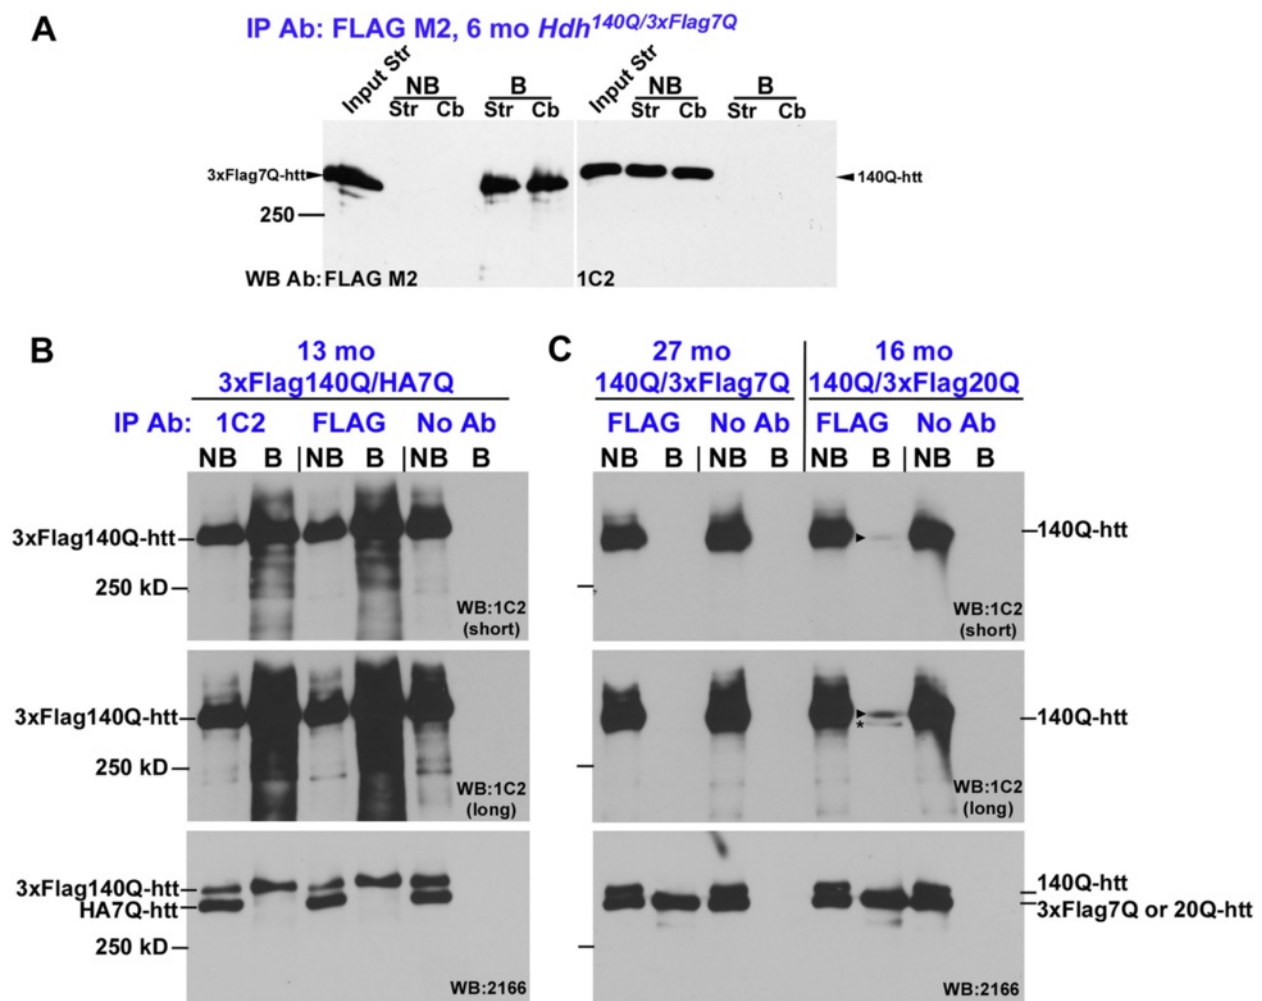 A
IP Ab: FLAG M2, 6 mo Hdh140Q/3xFlag7Q
Input Str NB B Input Str NB B
Str Cb Str Cb Str Cb Str Cb
3xFlag7Q-htt 140Q-htt
250
WB Ab: FLAG M2 1C2
B
13 mo
3xFlag140Q/HA7Q
IP Ab: 1C2 FLAG No Ab
NB B NB B NB B
3xFlag140Q-htt
250 kD
WB:1C2
(short)
3xFlag140Q-htt
250 kD
WB:1C2
(long)
3xFlag140Q-htt
HA7Q-htt
250 kD
WB:2166
C
27 mo 16 mo
140Q/3xFlag7Q 140Q/3xFlag20Q
FLAG No Ab FLAG No Ab
NB B NB B NB B NB B
140Q-htt
WB:1C2
(short)
140Q-htt
*
WB:1C2
(long)
140Q-htt
3xFlag7Q or 20Q-htt